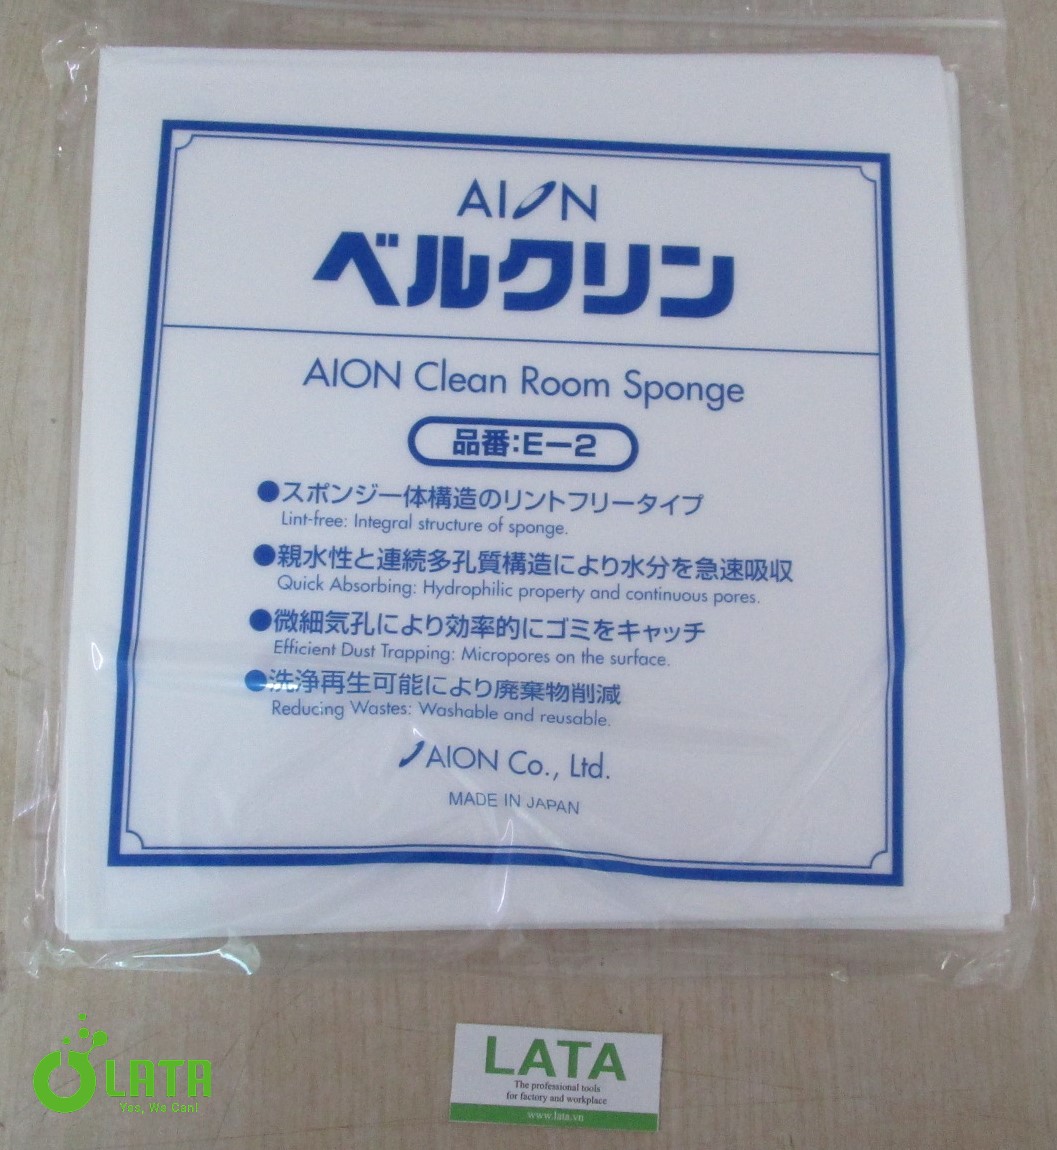 AION
ベルクリン
AION Clean Room Sponge
品番:E-2
●スポンジ一体構造のリントフリータイプ
Lint-free: Integral structure of sponge.
●親水性と連続多孔質構造により水分を急速吸収
Quick Absorbing: Hydrophilic property and continuous pores.
●微細気孔により効率的にゴミをキャッチ
Efficient Dust Trapping: Micropores on the surface.
●洗浄再生可能により廃棄物削減
Reducing Wastes: Washable and reusable.
AION Co., Ltd.
MADE IN JAPAN
LATA
Yes, We Can!
LATA
The professional tools
for factory and workplace
www.lata.vn